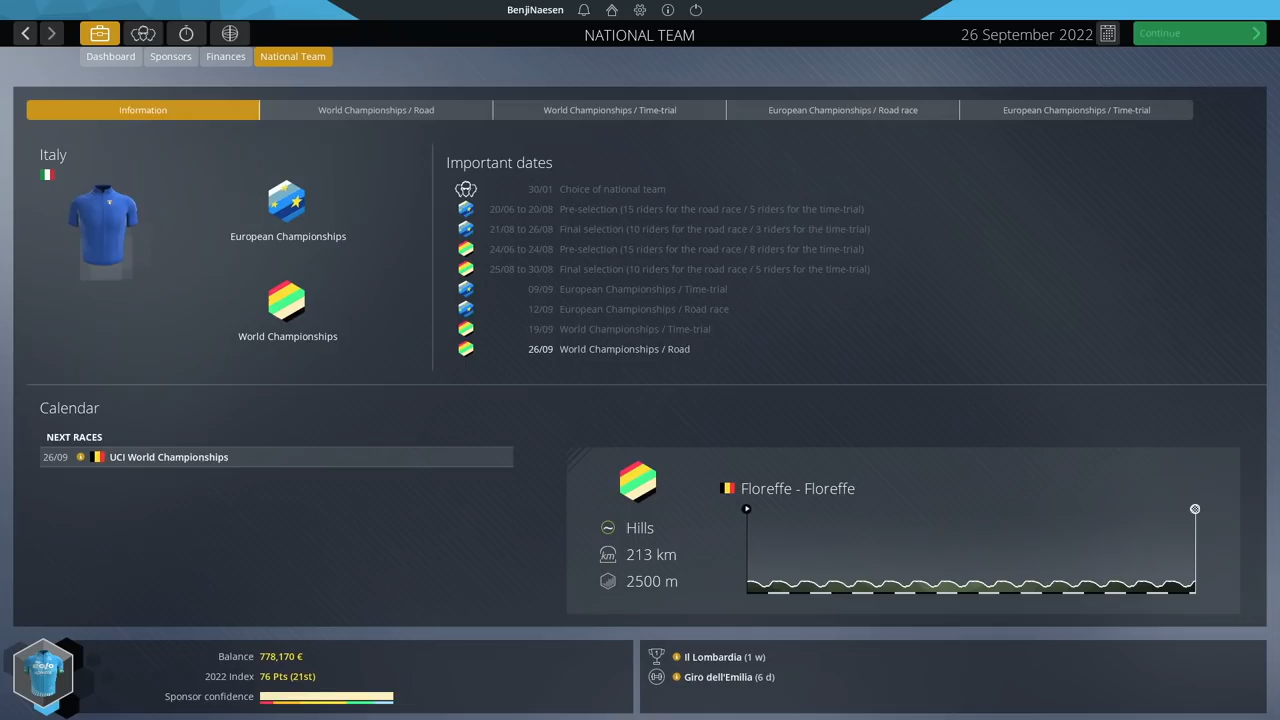 BenjiNaesen
NATIONAL TEAM
26 September 2022
Continue
Dashboard
Sponsors
Finances
National Team
Information
World Championships / Road
World Championships / Time-trial
European Championships / Road race
European Championships / Time-trial
Italy
European Championships
World Championships
Important dates
30/01 Choice of national team
20/06 to 20/08 Pre-selection (15 riders for the road race / 5 riders for the time-trial)
21/08 to 26/08 Final selection (10 riders for the road race / 3 riders for the time-trial)
24/06 to 24/08 Pre-selection (15 riders for the road race / 8 riders for the time-trial)
25/08 to 30/08 Final selection (10 riders for the road race / 5 riders for the time-trial)
09/09 European Championships / Time-trial
12/09 European Championships / Road race
19/09 World Championships / Time-trial
26/09 World Championships / Road
Calendar
NEXT RACES
26/09 UCI World Championships
Floreffe - Floreffe
Hills
km 213 km
2500 m
Balance 778,170 €
2022 Index 76 Pts (21st)
Sponsor confidence
Il Lombardia (1 w)
Giro dell'Emilia (6 d)